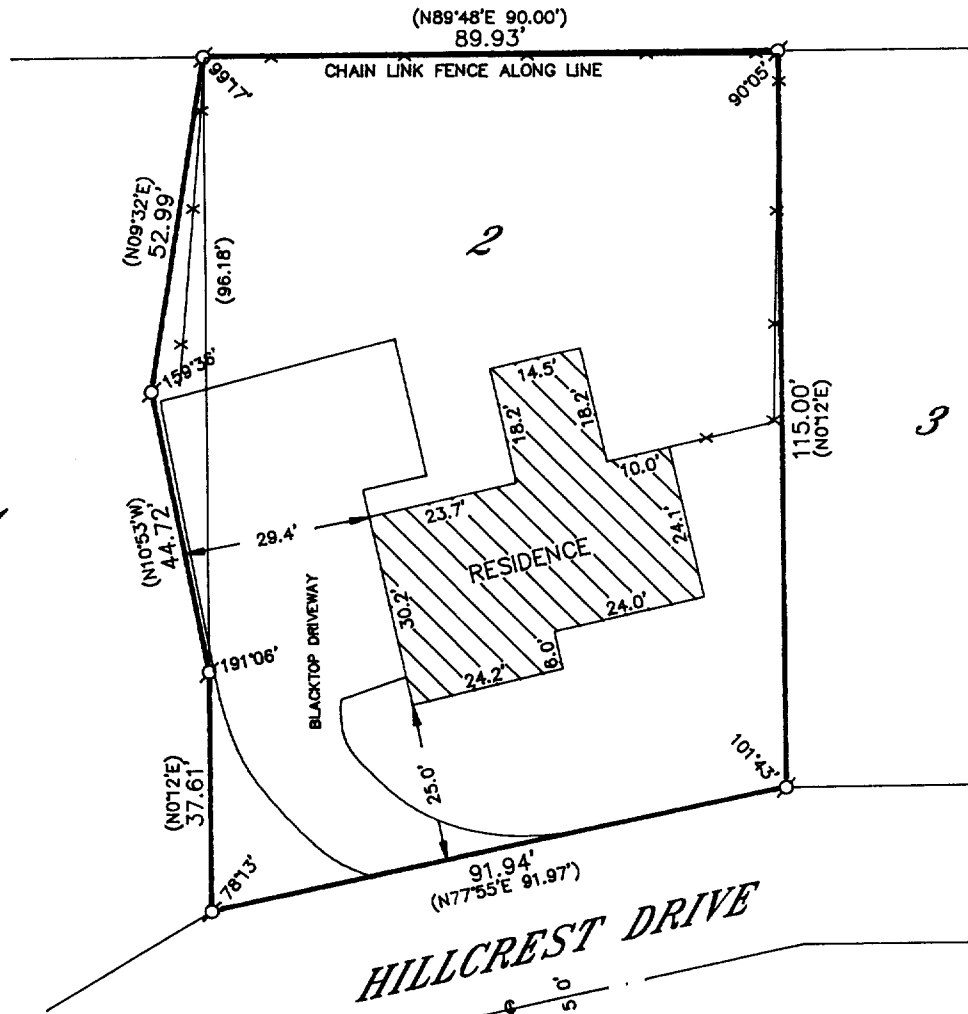 (N89°48'E 90.00')
89.93'
CHAIN LINK FENCE ALONG LINE
99°17'
90°05'
(N09°32'E)
52.99'
(96.18')
2
159°36'
14.5'
18.2'
18.2'
115.00'
(N0°12'E)
3
10.0'
23.7'
24.1'
(N10°53'W)
44.72'
29.4'
RESIDENCE
30.2'
24.0'
BLACKTOP DRIVEWAY
191°06'
24.2'
101°43'
(N0°12'E)
37.61'
25.0'
78°13'
91.94'
(N77°55'E 91.97')
HILLCREST DRIVE